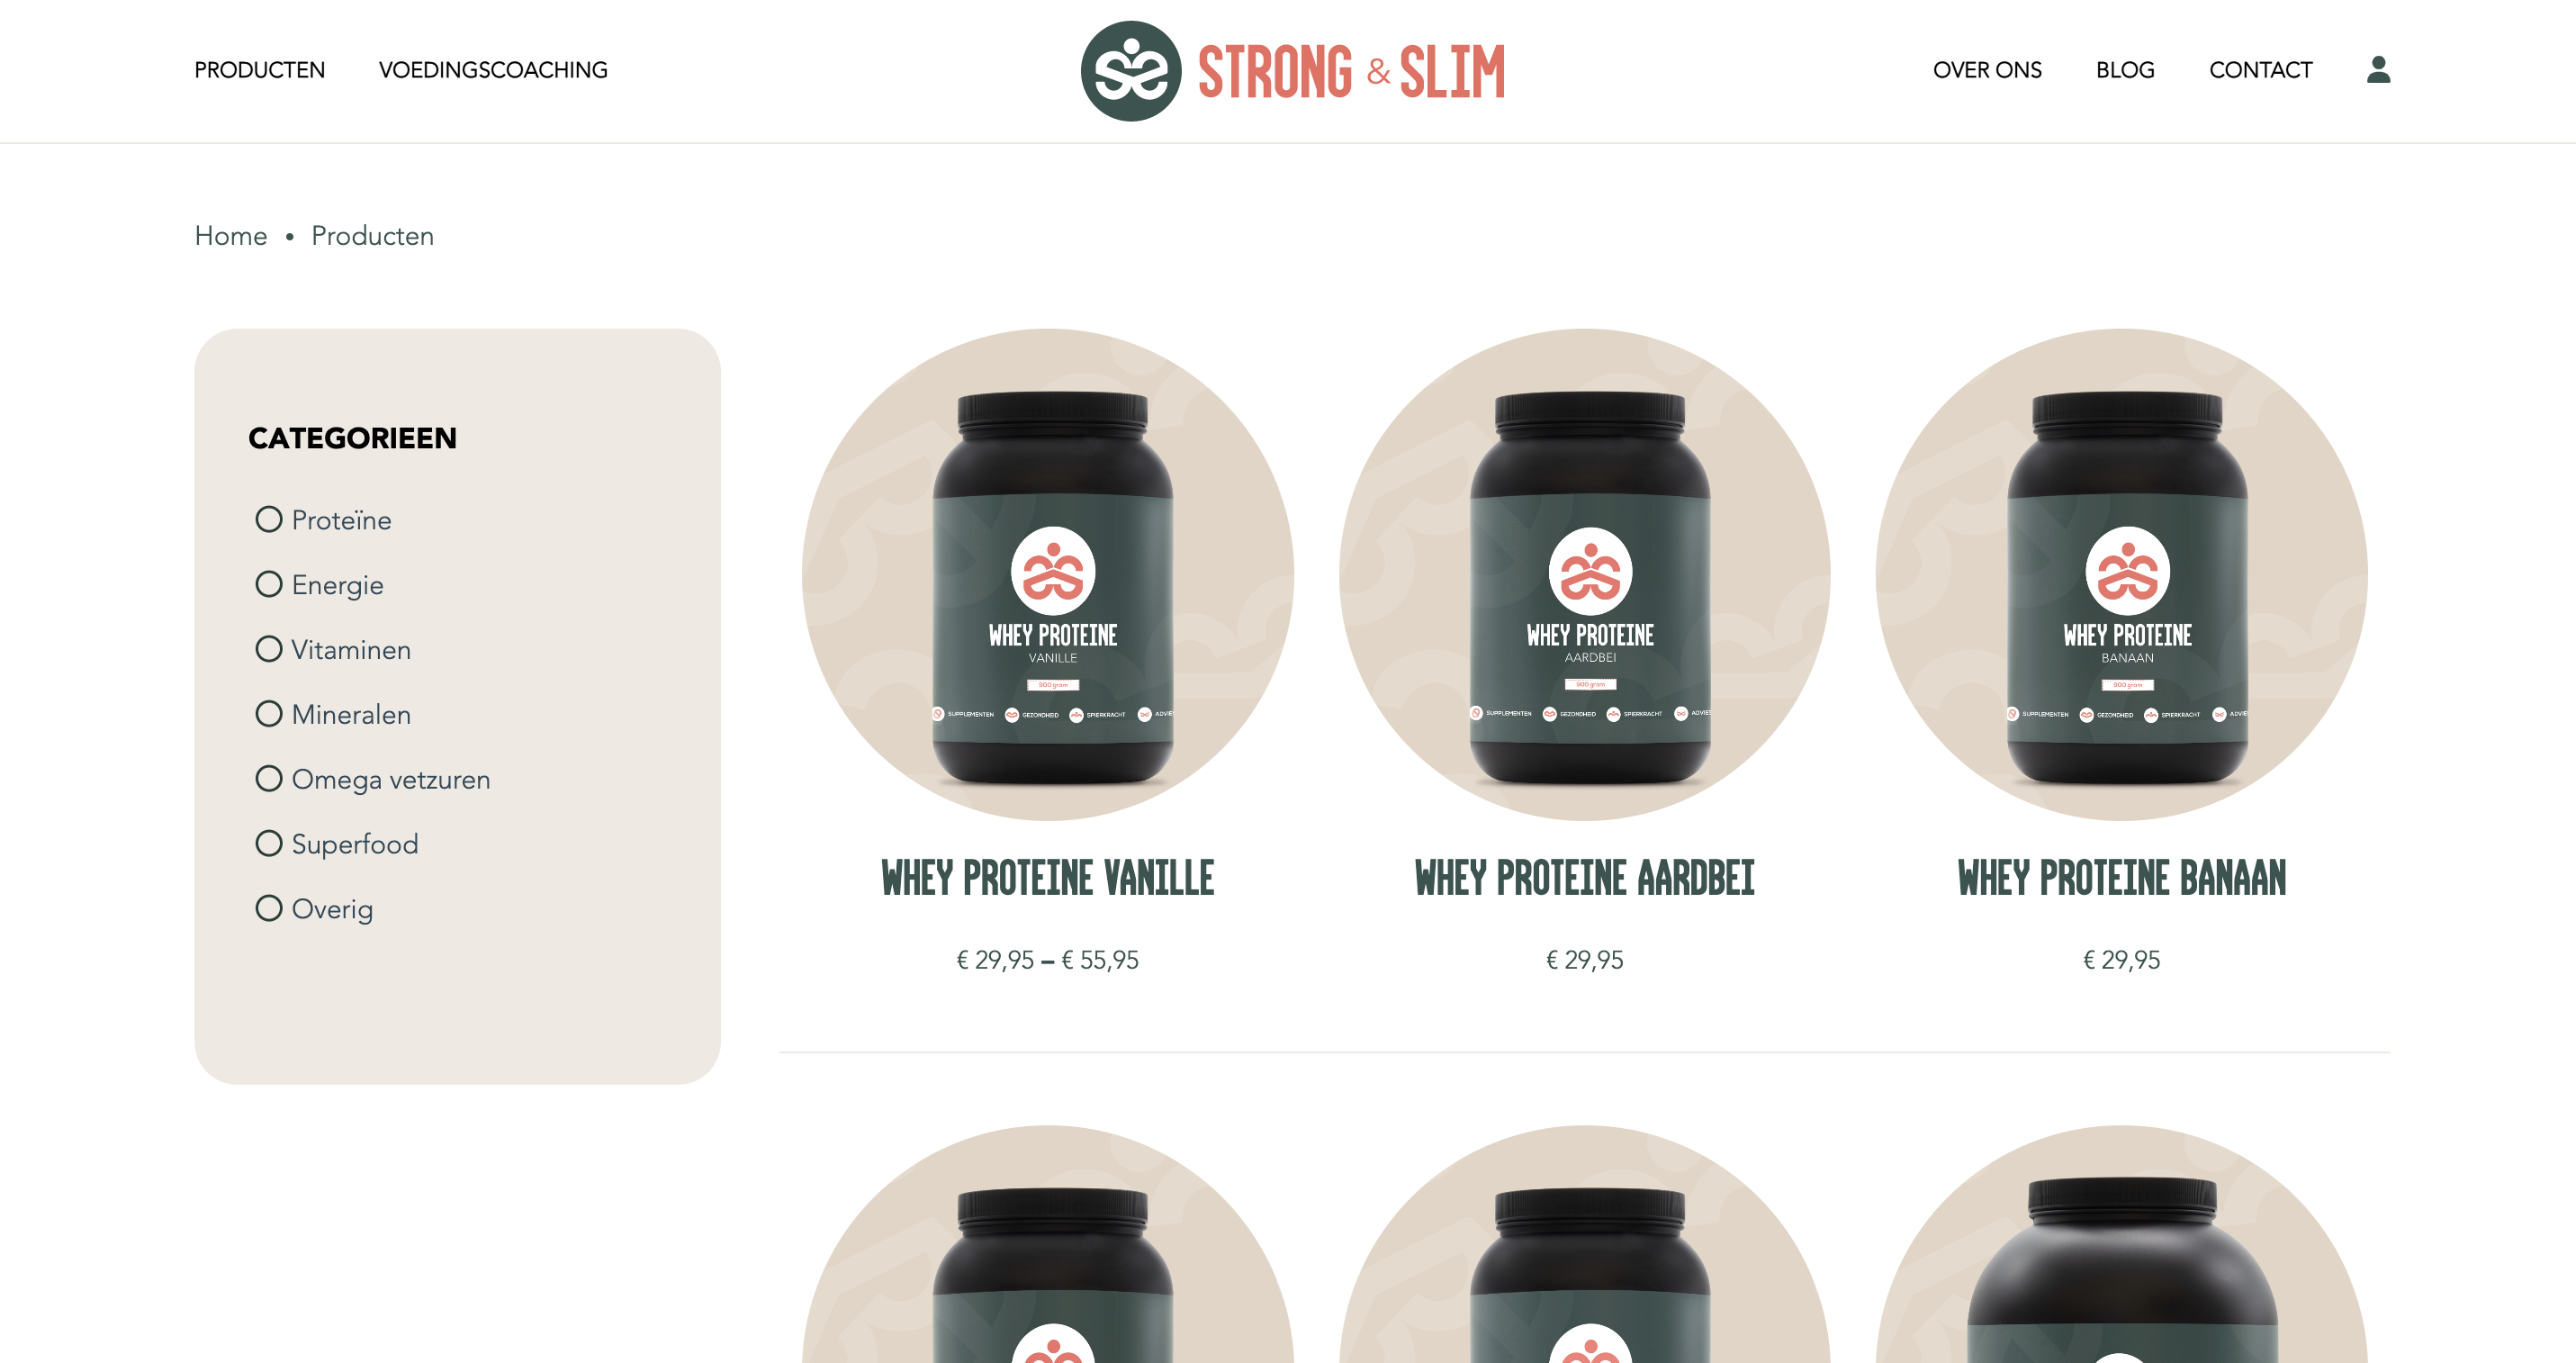 PRODUCTEN
VOEDINGSCOACHING
STRONG & SLIM
OVER ONS
BLOG
CONTACT
Home • Producten
CATEGORIEEN
Proteïne
Energie
Vitaminen
Mineralen
Omega vetzuren
Superfood
Overig
WHEY PROTEINE
VANILLE
900 gram
SUPPLEMENTEN GEZONDHEID SPIERKRACHT ADVIES
WHEY PROTEINE VANILLE
€ 29,95 – € 55,95
WHEY PROTEINE
AARDBEI
900 gram
SUPPLEMENTEN GEZONDHEID SPIERKRACHT ADVIES
WHEY PROTEINE AARDBEI
€ 29,95
WHEY PROTEINE
BANAAN
900 gram
SUPPLEMENTEN GEZONDHEID SPIERKRACHT ADVIE
WHEY PROTEINE BANAAN
€ 29,95